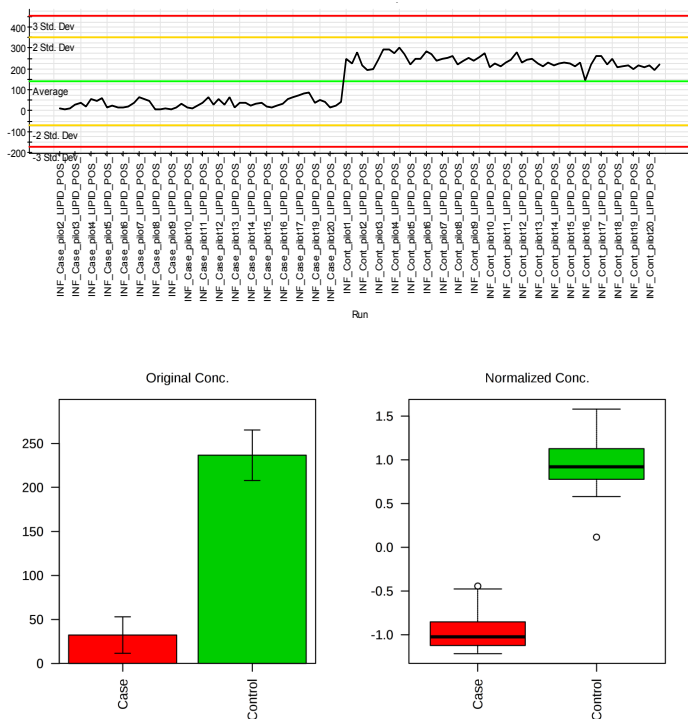 400
300
200
100
0
-100
-200
3 Std. Dev
2 Std. Dev
Average
-2 Std. Dev
-3 Std. Dev
INF_Case_pilot2_LIPID_POS_
INF_Case_pilot3_LIPID_POS_
INF_Case_pilot4_LIPID_POS_
INF_Case_pilot5_LIPID_POS_
INF_Case_pilot6_LIPID_POS_
INF_Case_pilot7_LIPID_POS_
INF_Case_pilot8_LIPID_POS_
INF_Case_pilot9_LIPID_POS_
INF_Case_pilot10_LIPID_POS_
INF_Case_pilot11_LIPID_POS_
INF_Case_pilot12_LIPID_POS_
INF_Case_pilot13_LIPID_POS_
INF_Case_pilot14_LIPID_POS_
INF_Case_pilot15_LIPID_POS_
INF_Case_pilot16_LIPID_POS_
INF_Case_pilot17_LIPID_POS_
INF_Case_pilot19_LIPID_POS_
INF_Case_pilot20_LIPID_POS_
INF_Cont_pilot1_LIPID_POS_
INF_Cont_pilot2_LIPID_POS_
INF_Cont_pilot3_LIPID_POS_
INF_Cont_pilot4_LIPID_POS_
INF_Cont_pilot5_LIPID_POS_
INF_Cont_pilot6_LIPID_POS_
INF_Cont_pilot7_LIPID_POS_
INF_Cont_pilot8_LIPID_POS_
INF_Cont_pilot9_LIPID_POS_
INF_Cont_pilot10_LIPID_POS_
INF_Cont_pilot11_LIPID_POS_
INF_Cont_pilot12_LIPID_POS_
INF_Cont_pilot13_LIPID_POS_
INF_Cont_pilot14_LIPID_POS_
INF_Cont_pilot15_LIPID_POS_
INF_Cont_pilot16_LIPID_POS_
INF_Cont_pilot17_LIPID_POS_
INF_Cont_pilot18_LIPID_POS_
INF_Cont_pilot19_LIPID_POS_
INF_Cont_pilot20_LIPID_POS_
Run
Original Conc.
250
200
150
100
50
0
Case
Control
Normalized Conc.
1.5
1.0
0.5
0.0
-0.5
-1.0
Case
Control